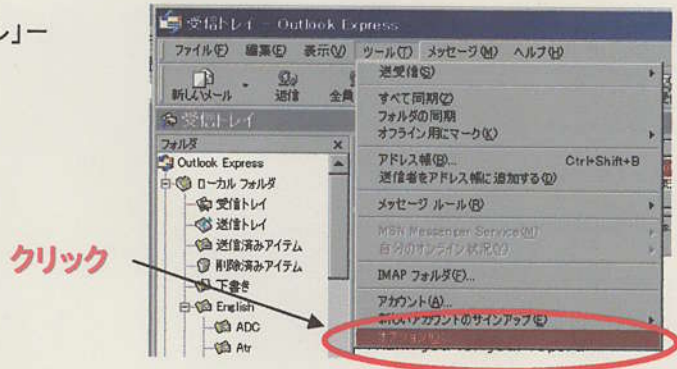 ル」ー
受信トレイ - Outlook Express
ファイル(F) 編集(E) 表示(V) ツール(T) メッセージ(M) ヘルプ(H)
新しいメール 返信 全員
受信トレイ
フォルダ ×
Outlook Express
ローカル フォルダ
受信トレイ
送信トレイ
送信済みアイテム
削除済みアイテム
下書き
English
ADC
Atr
送受信(S)
すべて同期(Z)
フォルダの同期
オフライン用にマーク(K)
アドレス帳(B)... Ctrl+Shift+B
送信者をアドレス帳に追加する(D)
メッセージ ルール(R)
MSN Messenger Service(M)
自分のオンライン状況(Y)
IMAP フォルダ(F)...
アカウント(A)...
新しいアカウントのサインアップ(E)
オプション(O)...
クリック